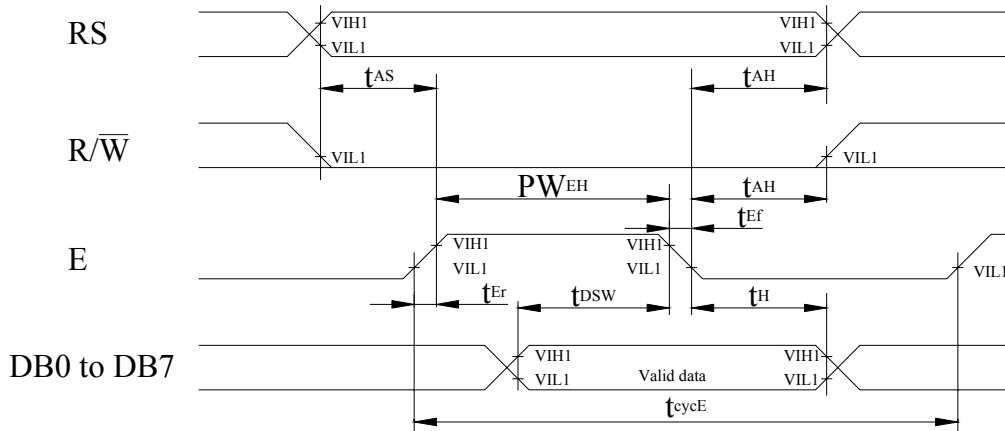 RS
VIH1 VIH1
VIL1 VIL1
tAS tAH
R/W̅
VIL1 VIL1
PWEH tAH
tEf
E
VIH1 VIH1
VIL1 VIL1 VIL1
tEr tDSW tH
DB0 to DB7
VIH1 VIH1
VIL1 Valid data VIL1
tcycE